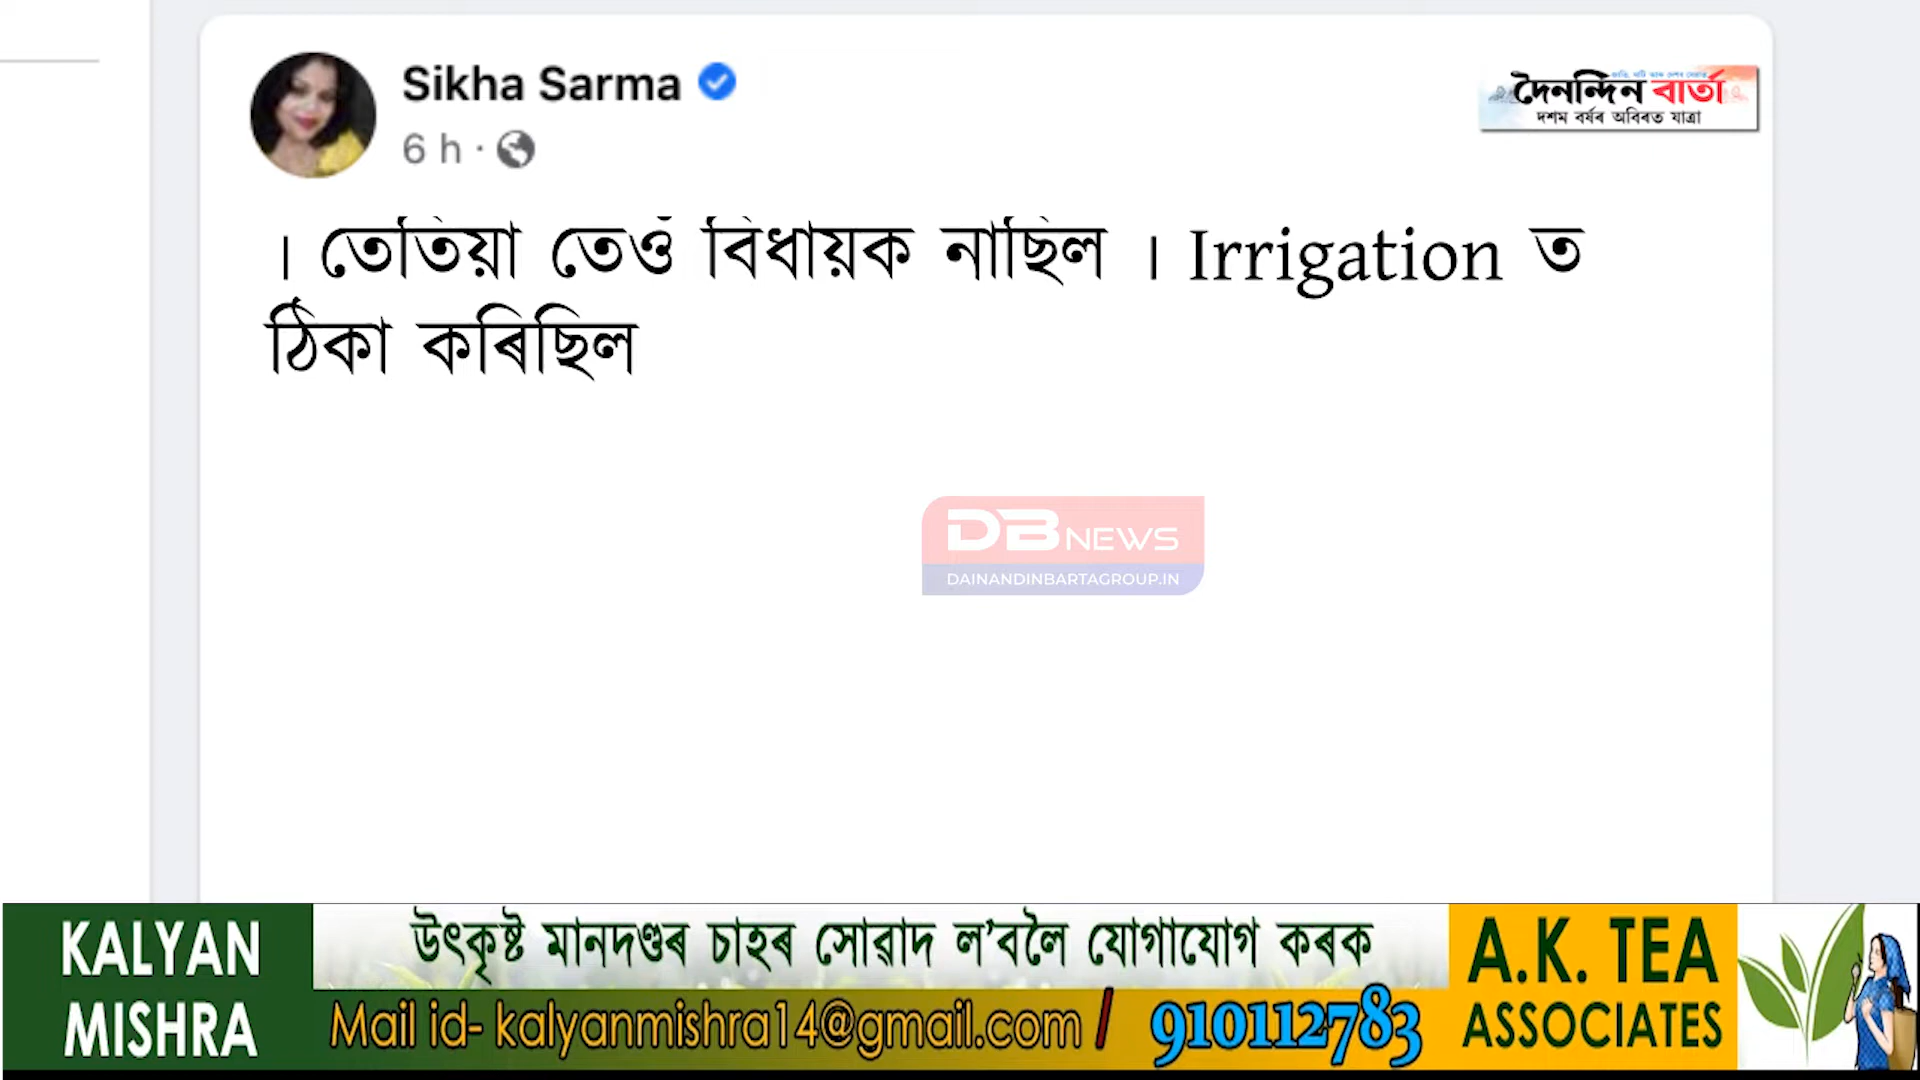 Sikha Sarma
6 h ·
দৈনন্দিন বাৰ্তা
দশম বৰ্ষৰ অবিৰত যাত্ৰা
। তেতিয়া তেওঁ বিধায়ক নাছিল । Irrigation ত
ঠিকা কৰিছিল
DB NEWS
DAINANDINBARTAGROUP.IN
KALYAN
MISHRA
উৎকৃষ্ট মানদণ্ডৰ চাহৰ সোৱাদ ল'বলৈ যোগাযোগ কৰক
Mail id- kalyanmishra14@gmail.com / 9101112783
A.K. TEA
ASSOCIATES